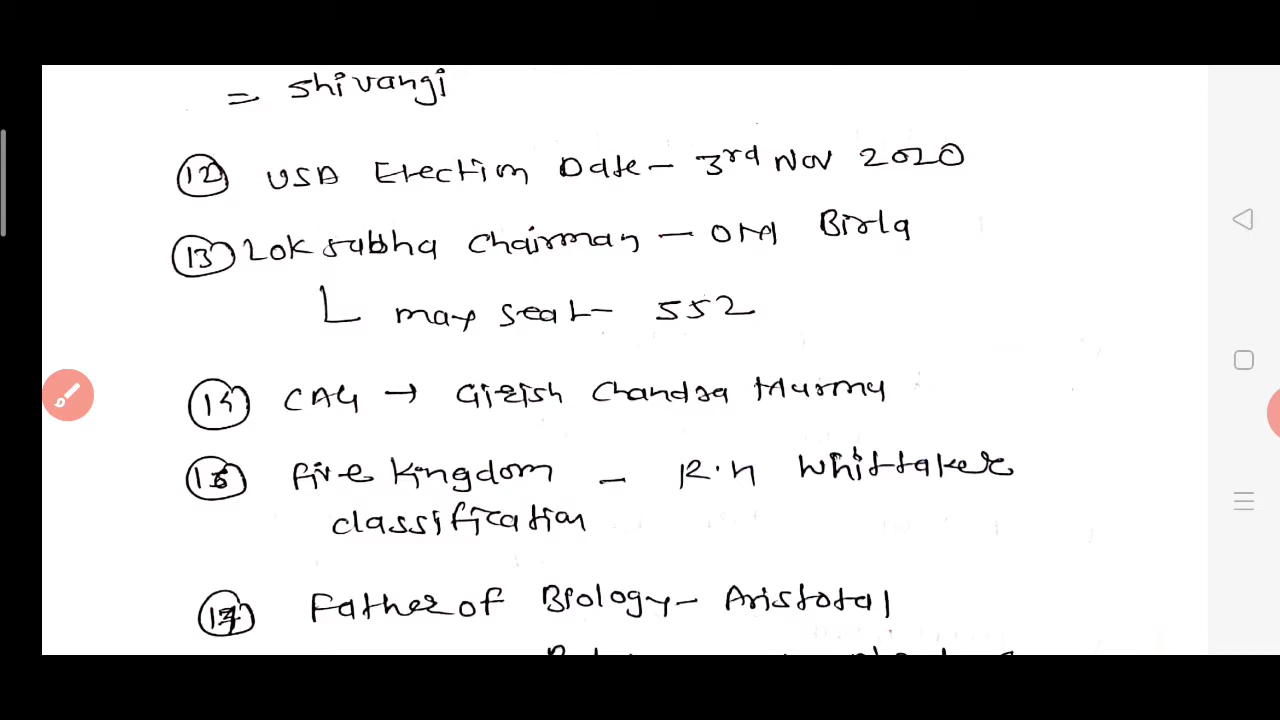 = Shivangi
12 USA Election Date - 3rd Nov 2020
13 Lok sabha Chairman - OM Birla
L max seat - 552
14 CAG → Girish Chandra Murmu
16 five kingdom - R.H Whittaker
classification
17 Father of Biology - Aristotal